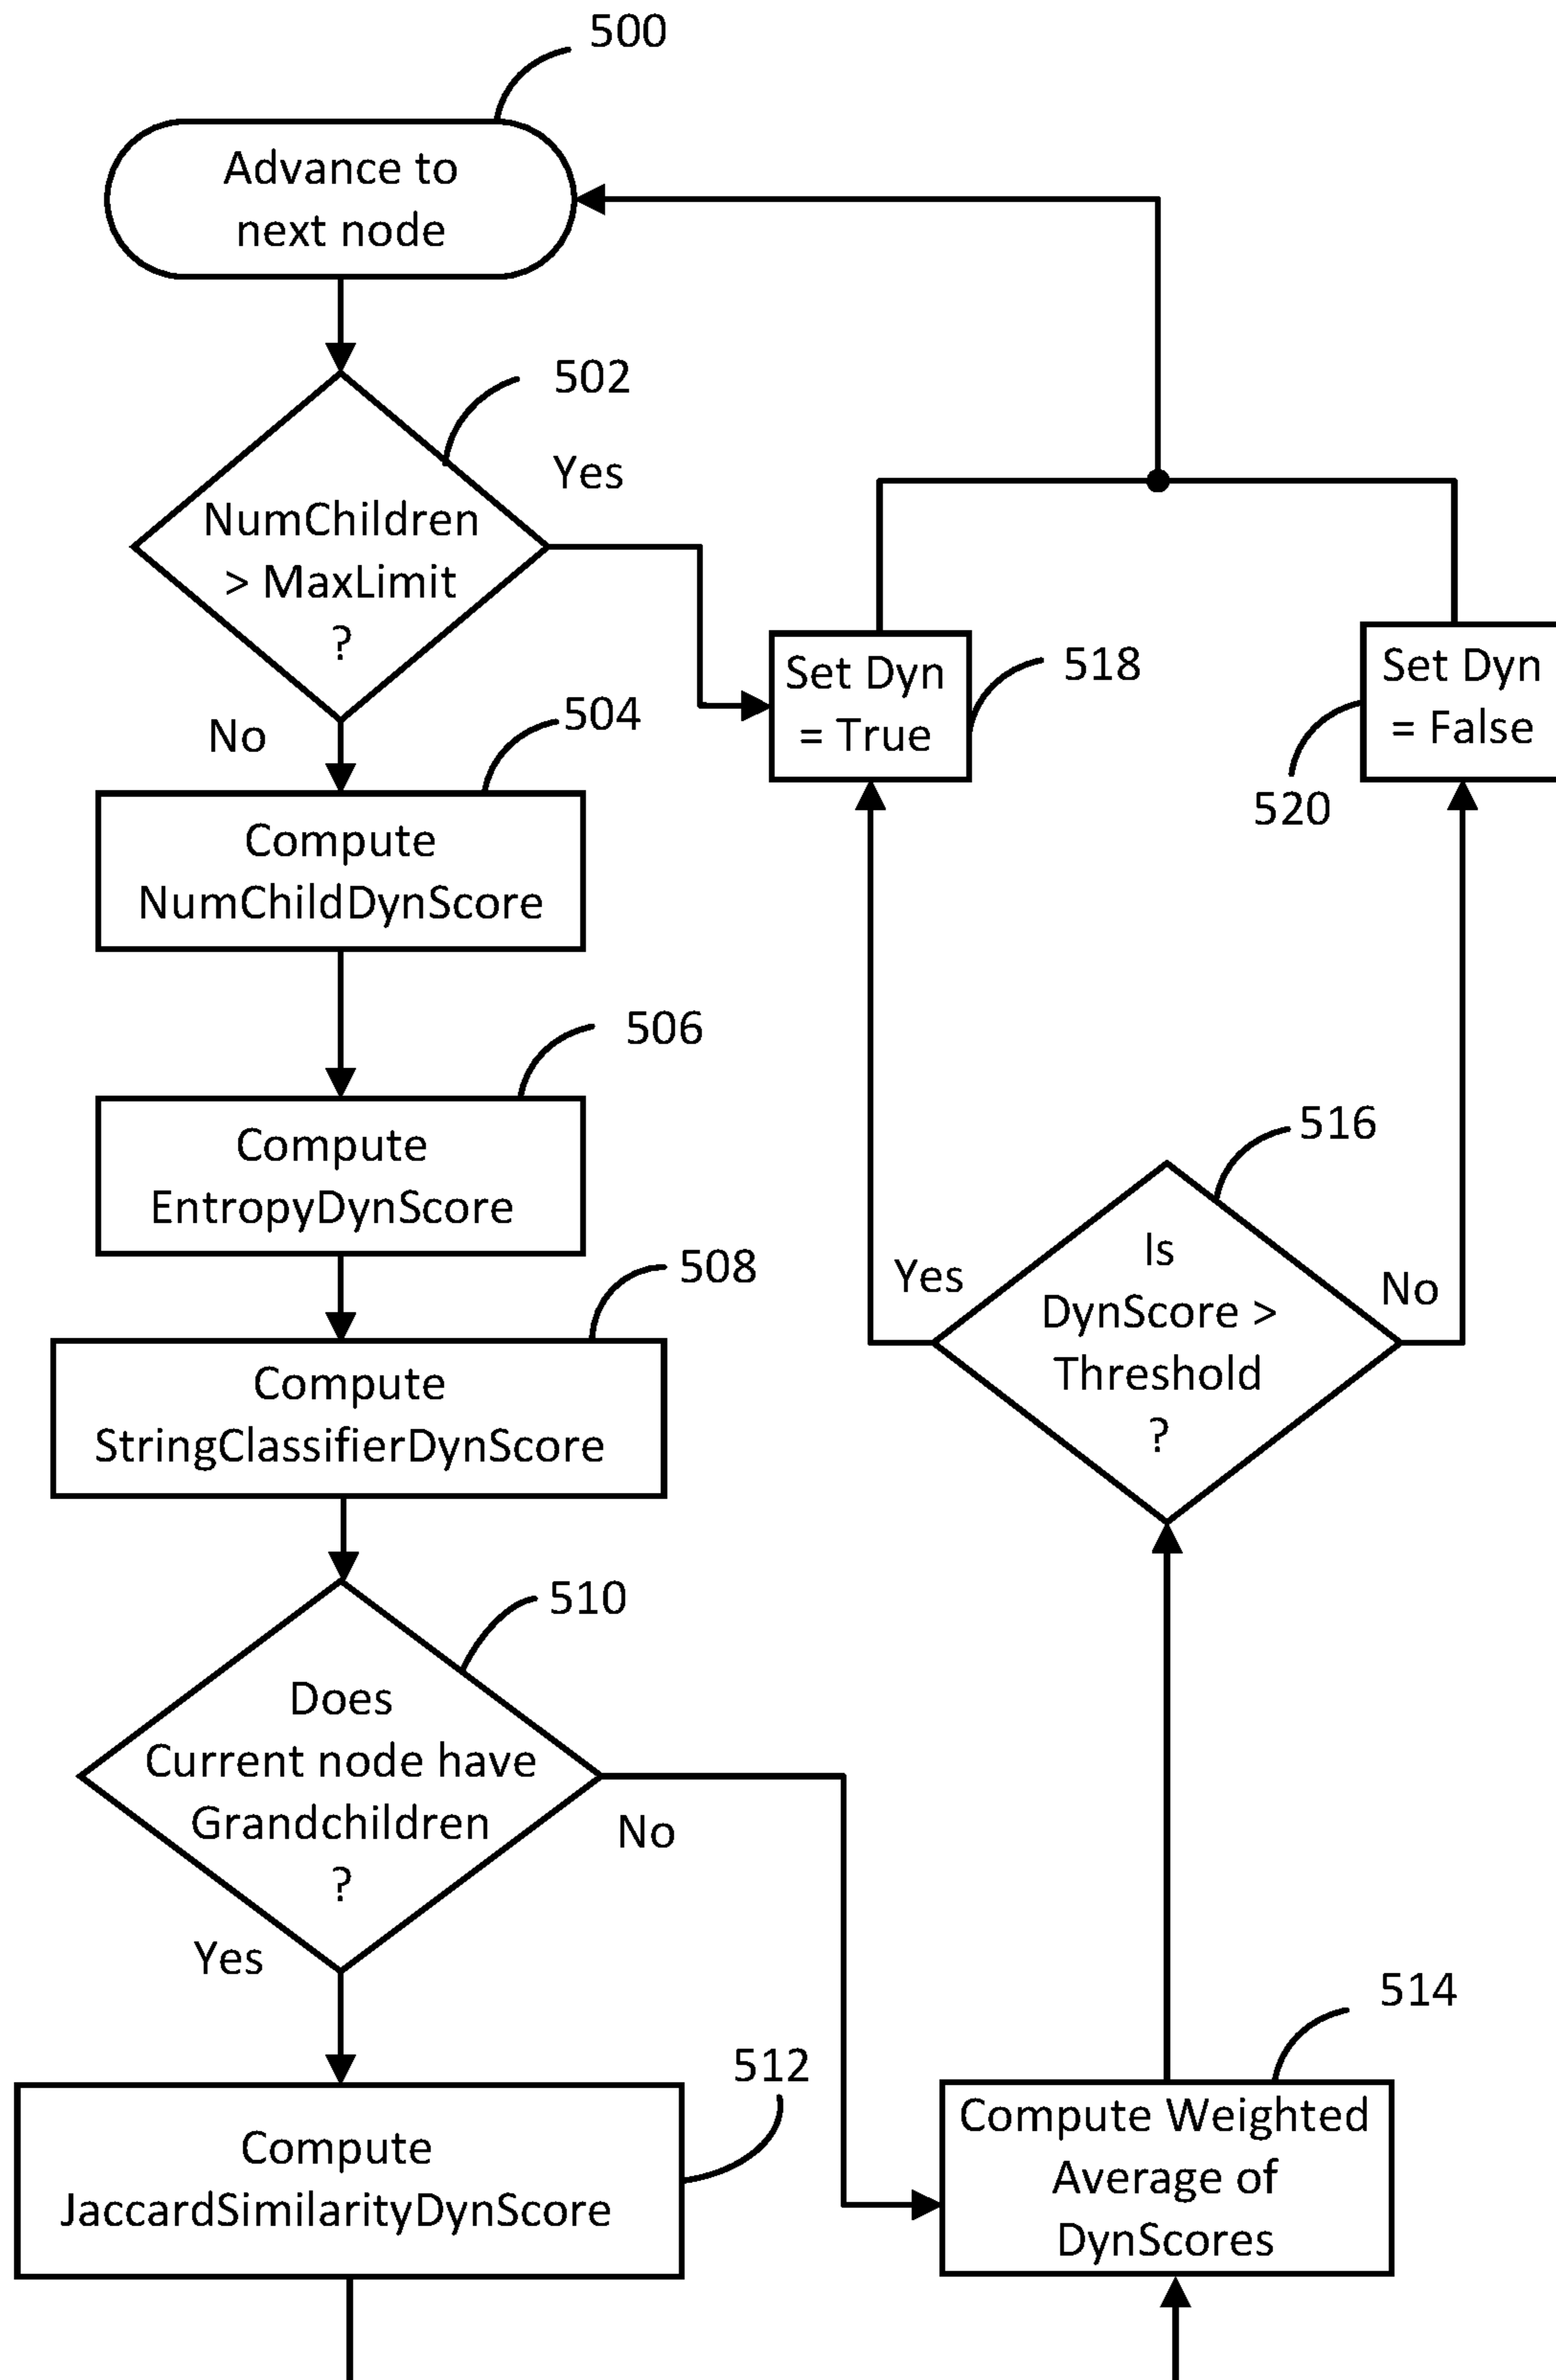 500
Advance to
next node
502
Yes
NumChildren
> MaxLimit
?
No
504
Set Dyn
= True
518
Set Dyn
= False
520
Compute
NumChildDynScore
506
Compute
EntropyDynScore
508
Compute
StringClassifierDynScore
516
Is
DynScore >
Threshold
?
Yes
No
510
Does
Current node have
Grandchildren
?
No
Yes
512
Compute
JaccardSimilarityDynScore
514
Compute Weighted
Average of
DynScores